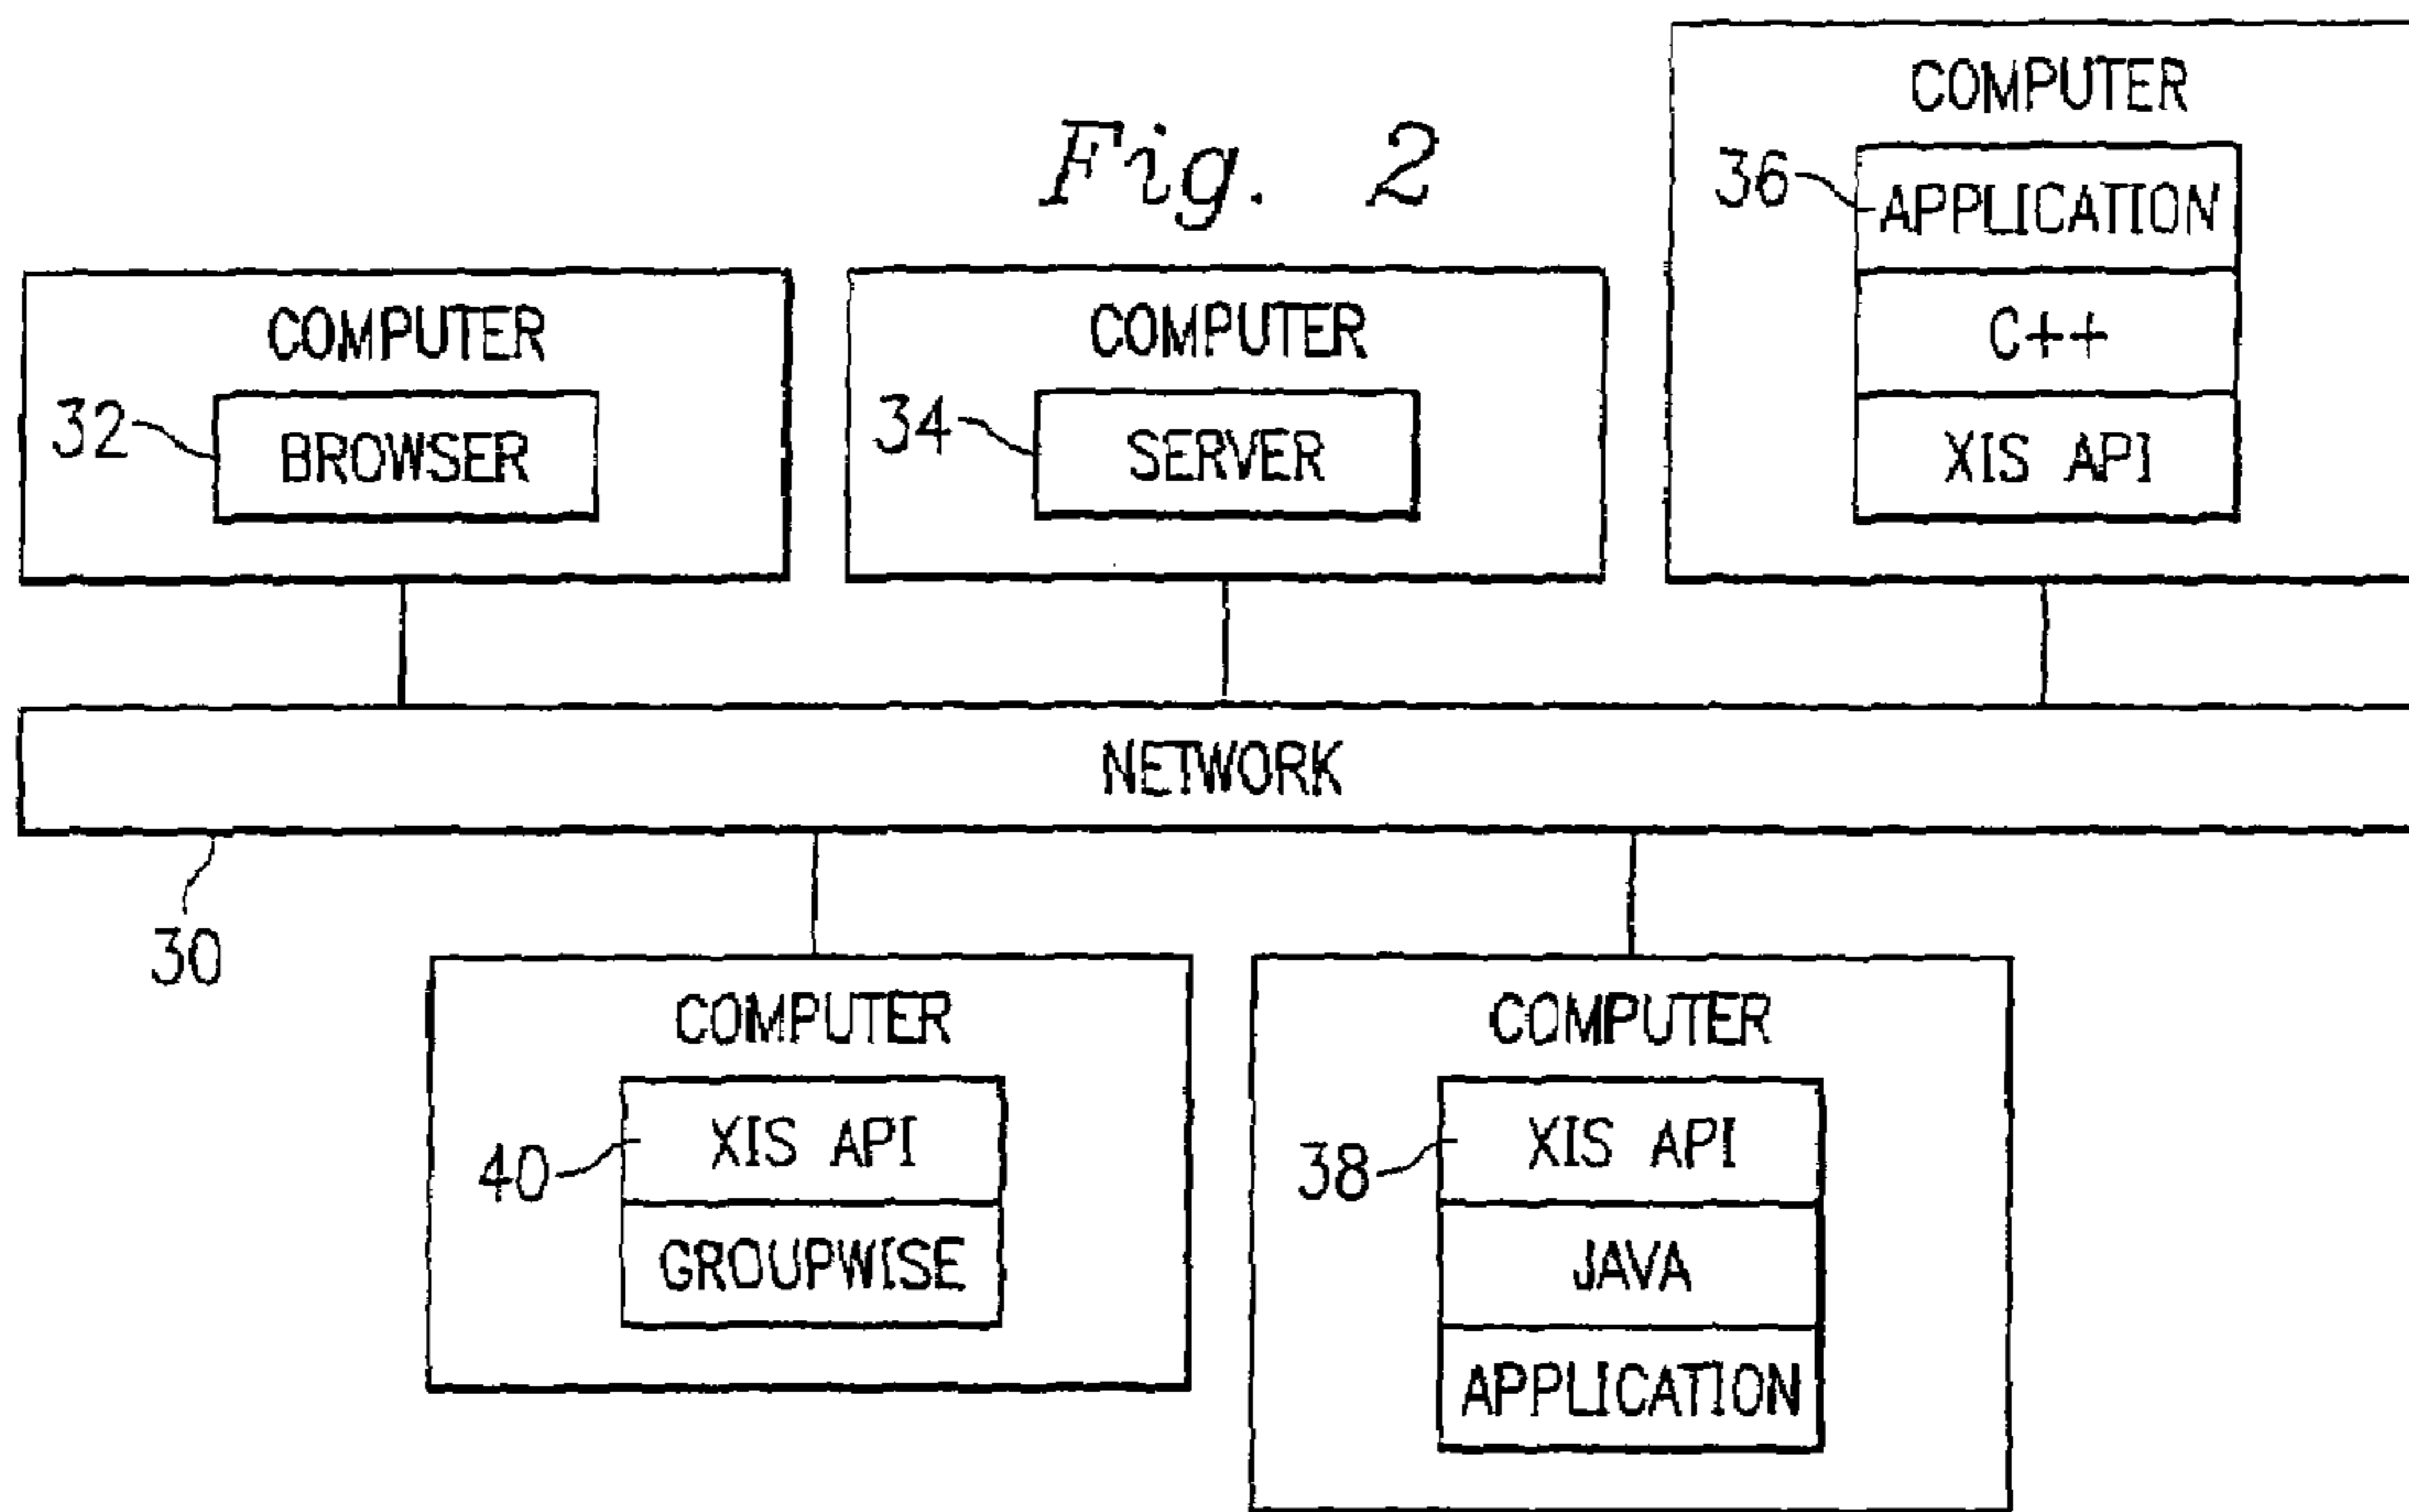 Fig. 2
COMPUTER
32
BROWSER
COMPUTER
34
SERVER
COMPUTER
36
APPLICATION
C++
XIS API
NETWORK
30
COMPUTER
40
XIS API
GROUPWISE
COMPUTER
38
XIS API
JAVA
APPLICATION